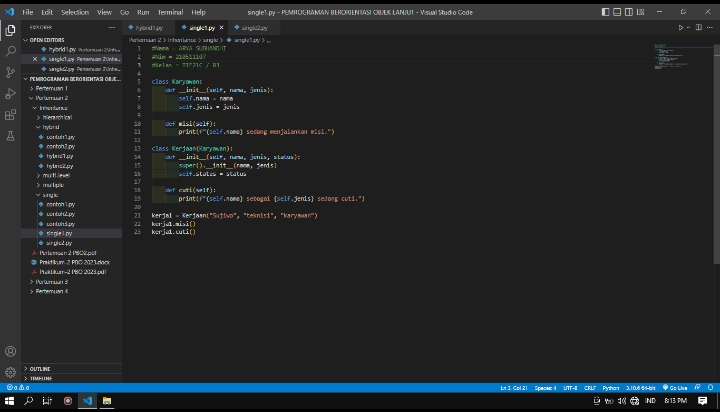 File Edit Selection View Go Run Terminal Help
single1.py - PEMROGRAMAN BERORIENTASI OBJEK LANJUT - Visual Studio Code
EXPLORER
OPEN EDITORS
hybrid1.py Pertemuan 2\Inhe...
single1.py Pertemuan 2\Inhe...
single2.py Pertemuan 2\Inhe...
PEMROGRAMAN BERORIENTASI OBJE...
Pertemuan 1
Pertemuan 2
Inheritance
hierarchical
hybrid
contoh1.py
contoh2.py
hybrid1.py
hybrid2.py
multi-level
multiple
single
contoh1.py
contoh2.py
contoh3.py
single1.py
single2.py
Pertemuan 2 PBO2.pdf
Praktikum-2 PBO 2023.docx
Praktikum-2 PBO 2023.pdf
Pertemuan 3
Pertemuan 4
OUTLINE
TIMELINE
hybrid1.py single1.py single2.py
Pertemuan 2 > Inheritance > single > single1.py > ...
1 #Nama = ARYA SUDIANDHI
2 #Nim = 210511107
3 #Kelas = TIF21C / R3
4
5 class Karyawan:
6 def __init__(self, nama, jenis):
7 self.nama = nama
8 self.jenis = jenis
9
10 def misi(self):
11 print(f"{self.nama} sedang menjalankan misi.")
12
13 class Kerjaan(Karyawan):
14 def __init__(self, nama, jenis, status):
15 super().__init__(nama, jenis)
16 self.status = status
17
18 def cuti(self):
19 print(f"{self.nama} sebagai {self.jenis} sedang cuti.")
20
21 kerja1 = Kerjaan("Sujiwo", "teknisi", "karyawan")
22 kerja1.misi()
23 kerja1.cuti()
0 0
Ln 3, Col 21 Spaces: 4 UTF-8 CRLF Python 3.10.6 64-bit Go Live
IND 8:13 PM